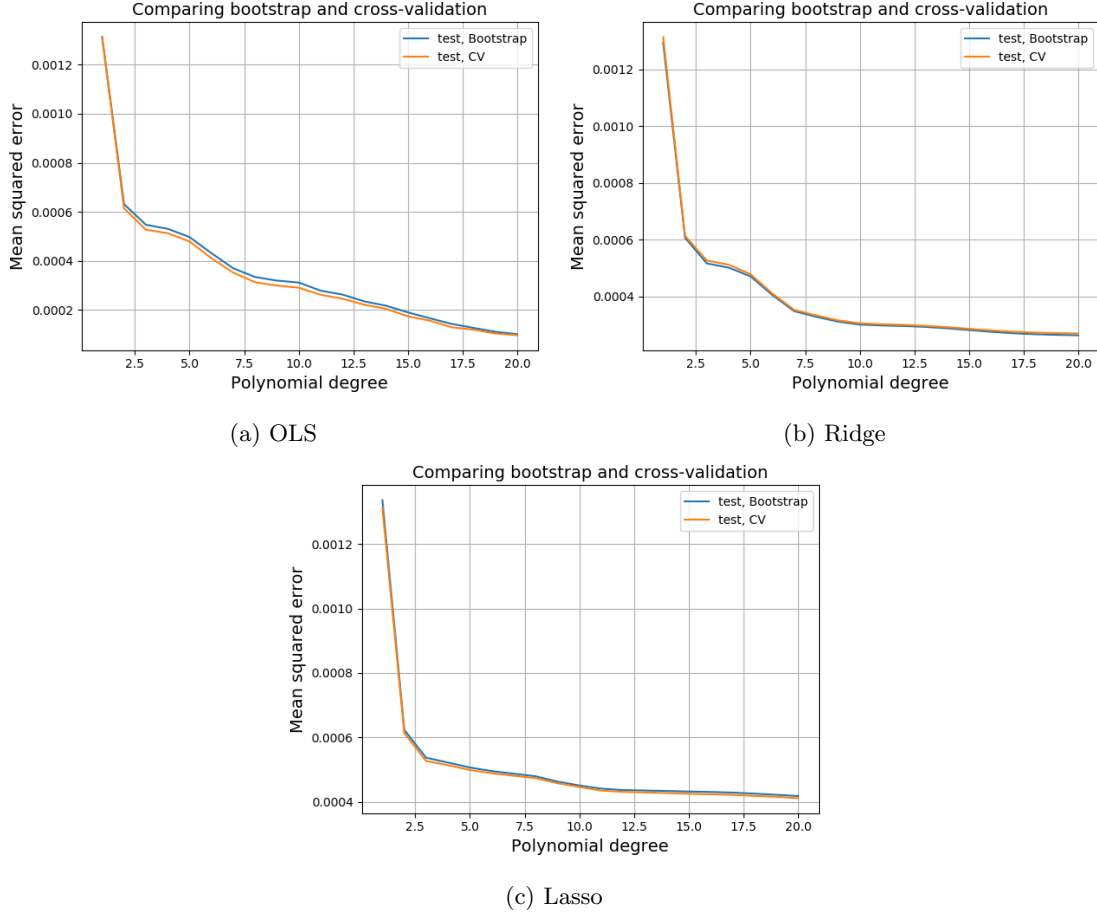 Comparing bootstrap and cross-validation
test, Bootstrap
test, CV
Mean squared error
0.0012
0.0010
0.0008
0.0006
0.0004
0.0002
2.5 5.0 7.5 10.0 12.5 15.0 17.5 20.0
Polynomial degree
(a) OLS
Comparing bootstrap and cross-validation
test, Bootstrap
test, CV
Mean squared error
0.0012
0.0010
0.0008
0.0006
0.0004
2.5 5.0 7.5 10.0 12.5 15.0 17.5 20.0
Polynomial degree
(b) Ridge
Comparing bootstrap and cross-validation
test, Bootstrap
test, CV
Mean squared error
0.0012
0.0010
0.0008
0.0006
0.0004
2.5 5.0 7.5 10.0 12.5 15.0 17.5 20.0
Polynomial degree
(c) Lasso